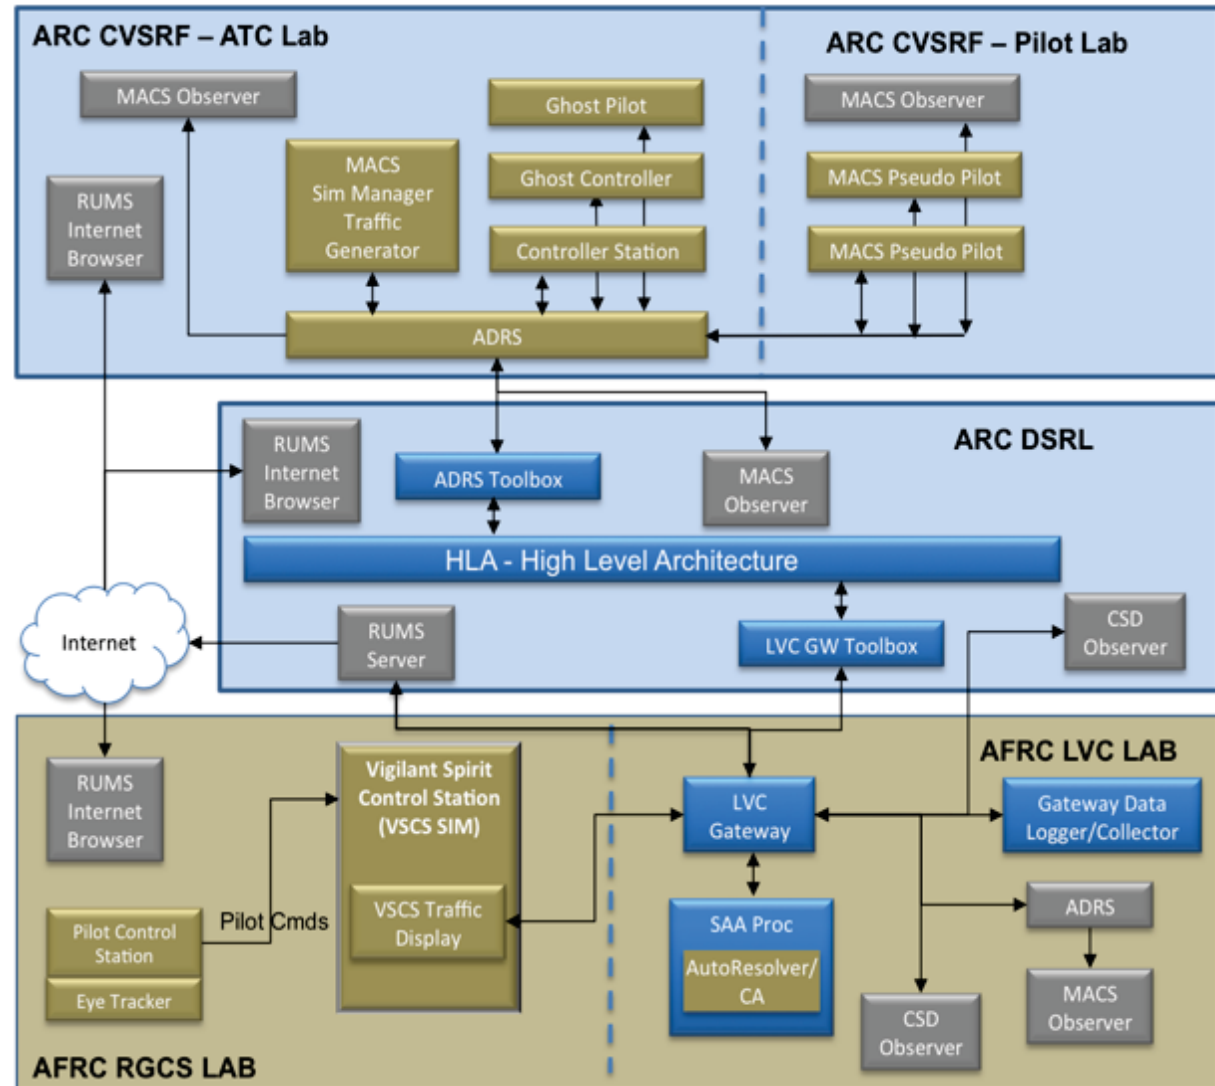 ARC CVSRF – ATC Lab
ARC CVSRF – Pilot Lab
MACS Observer
Ghost Pilot
MACS Observer
MACS
Sim Manager
Traffic
Generator
Ghost Controller
MACS Pseudo Pilot
RUMS
Internet
Browser
Controller Station
MACS Pseudo Pilot
ADRS
ARC DSRL
RUMS
Internet
Browser
ADRS Toolbox
MACS
Observer
HLA - High Level Architecture
Internet
RUMS
Server
LVC GW Toolbox
CSD
Observer
AFRC LVC LAB
RUMS
Internet
Browser
Vigilant Spirit
Control Station
(VSCS SIM)
LVC
Gateway
Gateway Data
Logger/Collector
Pilot Cmds
VSCS Traffic
Display
SAA Proc
AutoResolver/
CA
ADRS
Pilot Control
Station
Eye Tracker
CSD
Observer
MACS
Observer
AFRC RGCS LAB